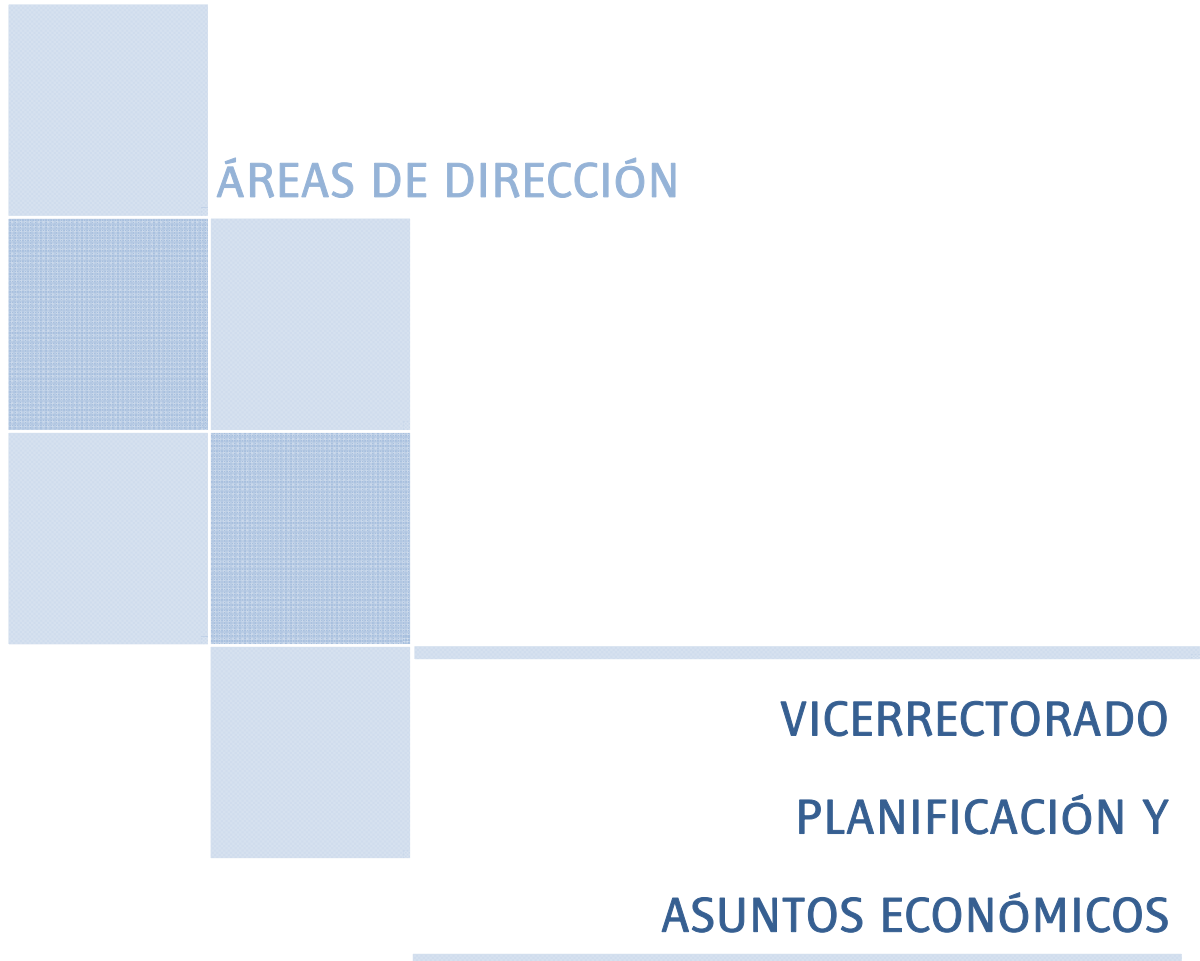 ÁREAS DE DIRECCIÓN
VICERRECTORADO
PLANIFICACIÓN Y
ASUNTOS ECONÓMICOS